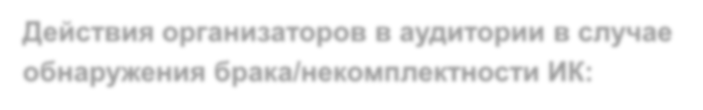 Действия организаторов в аудитории в случае
обнаружения брака/некомплектности ИК: